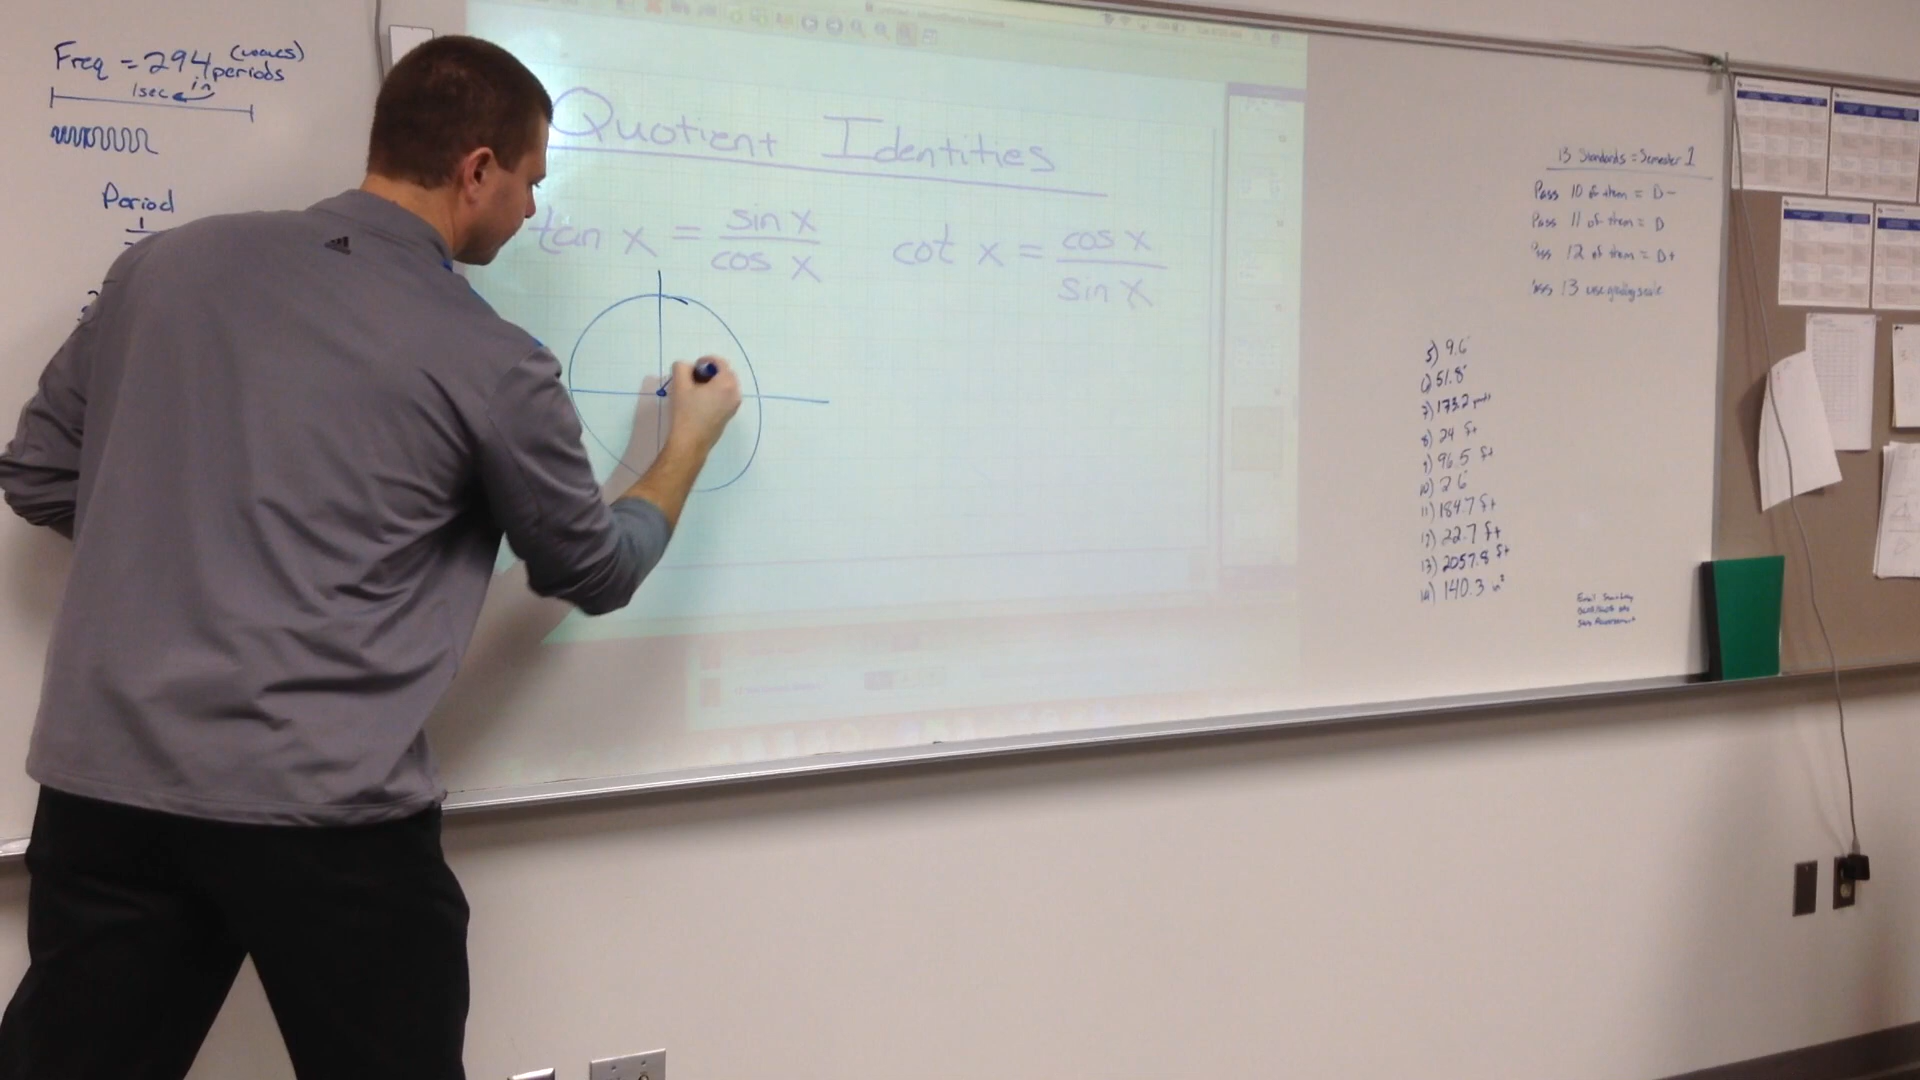 Freq = 294 (waves)
periods
in
1sec
Period
1
Quotient Identities
tan x = sin x
cos x
cot x = cos x
sin x
13 Standards = Semester 1
Pass 10 of them = D-
Pass 11 of them = D
Pass 12 of them = D+
Pass 13 use grading scale
5) 9.6°
6) 51.8°
7) 173.2 yards
8) 24 ft
9) 96.5 ft
10) 26°
11) 184.7 ft
12) 22.7 ft
13) 2057.8 ft
14) 140.3 in²
Email